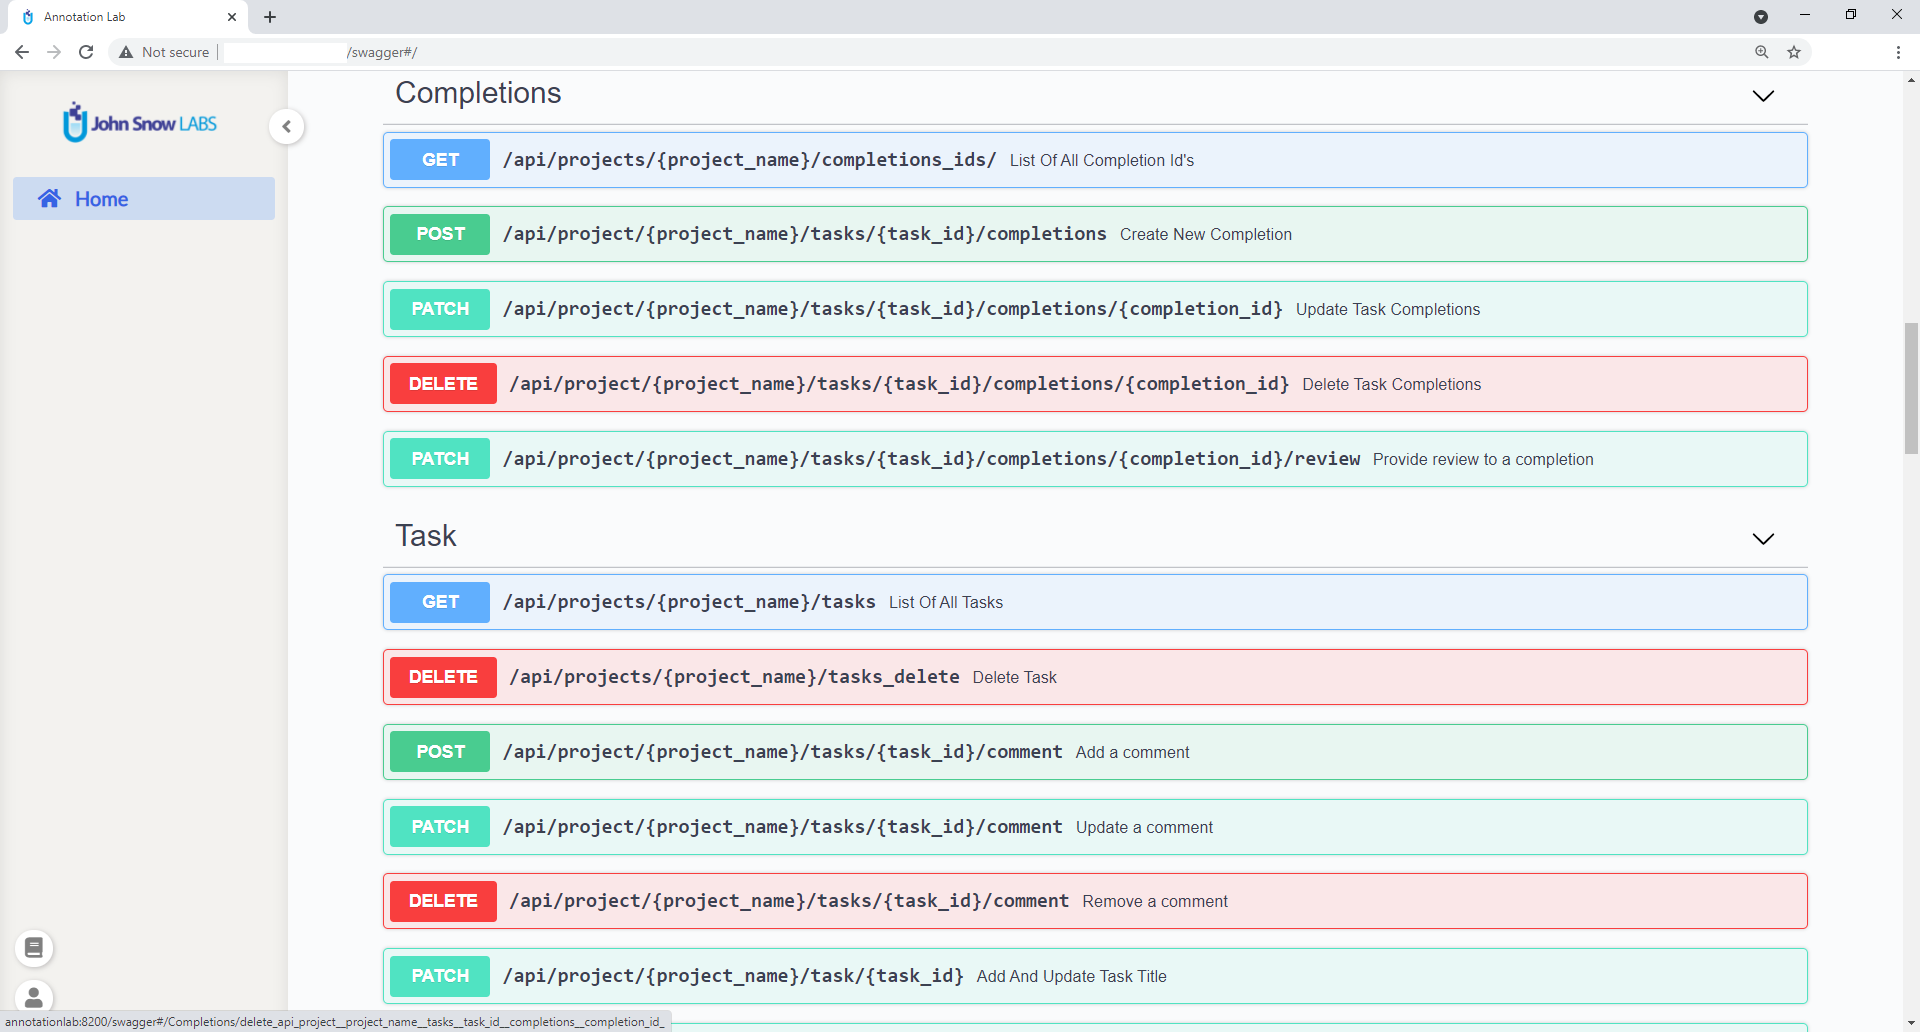 Annotation Lab
Not secure /swagger#/
John Snow LABS
Home
Completions
GET /api/projects/{project_name}/completions_ids/ List Of All Completion Id's
POST /api/project/{project_name}/tasks/{task_id}/completions Create New Completion
PATCH /api/project/{project_name}/tasks/{task_id}/completions/{completion_id} Update Task Completions
DELETE /api/project/{project_name}/tasks/{task_id}/completions/{completion_id} Delete Task Completions
PATCH /api/project/{project_name}/tasks/{task_id}/completions/{completion_id}/review Provide review to a completion
Task
GET /api/projects/{project_name}/tasks List Of All Tasks
DELETE /api/projects/{project_name}/tasks_delete Delete Task
POST /api/project/{project_name}/tasks/{task_id}/comment Add a comment
PATCH /api/project/{project_name}/tasks/{task_id}/comment Update a comment
DELETE /api/project/{project_name}/tasks/{task_id}/comment Remove a comment
PATCH /api/project/{project_name}/task/{task_id} Add And Update Task Title
annotationlab:8200/swagger#/Completions/delete_api_project__project_name__tasks__task_id__completions__completion_id_